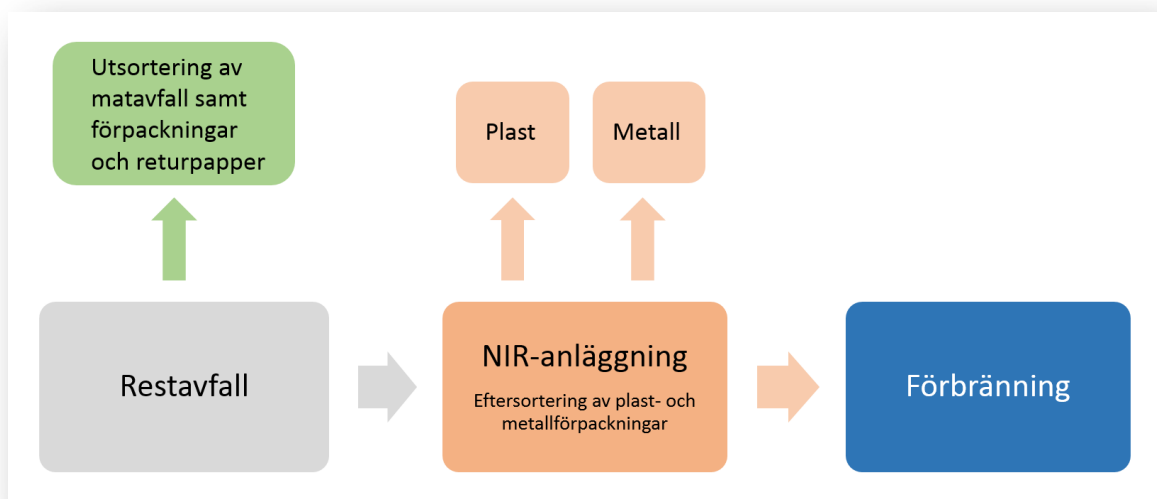 Utsortering av
matavfall samt
förpackningar
och returpapper
Plast
Metall
Restavfall
NIR-anläggning
Eftersortering av plast- och
metallförpackningar
Förbränning